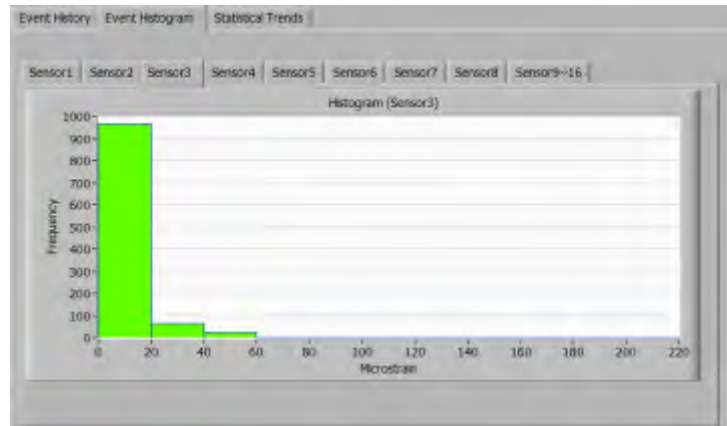 Event History Event Histogram Statistical Trends
Sensor1 Sensor2 Sensor3 Sensor4 Sensor5 Sensor6 Sensor7 Sensor8 Sensor9~16
Histogram (Sensor3)
1000
900
800
700
600
500
400
300
200
100
0
Frequency
0 20 40 60 80 100 120 140 160 180 200 220
Microstrain